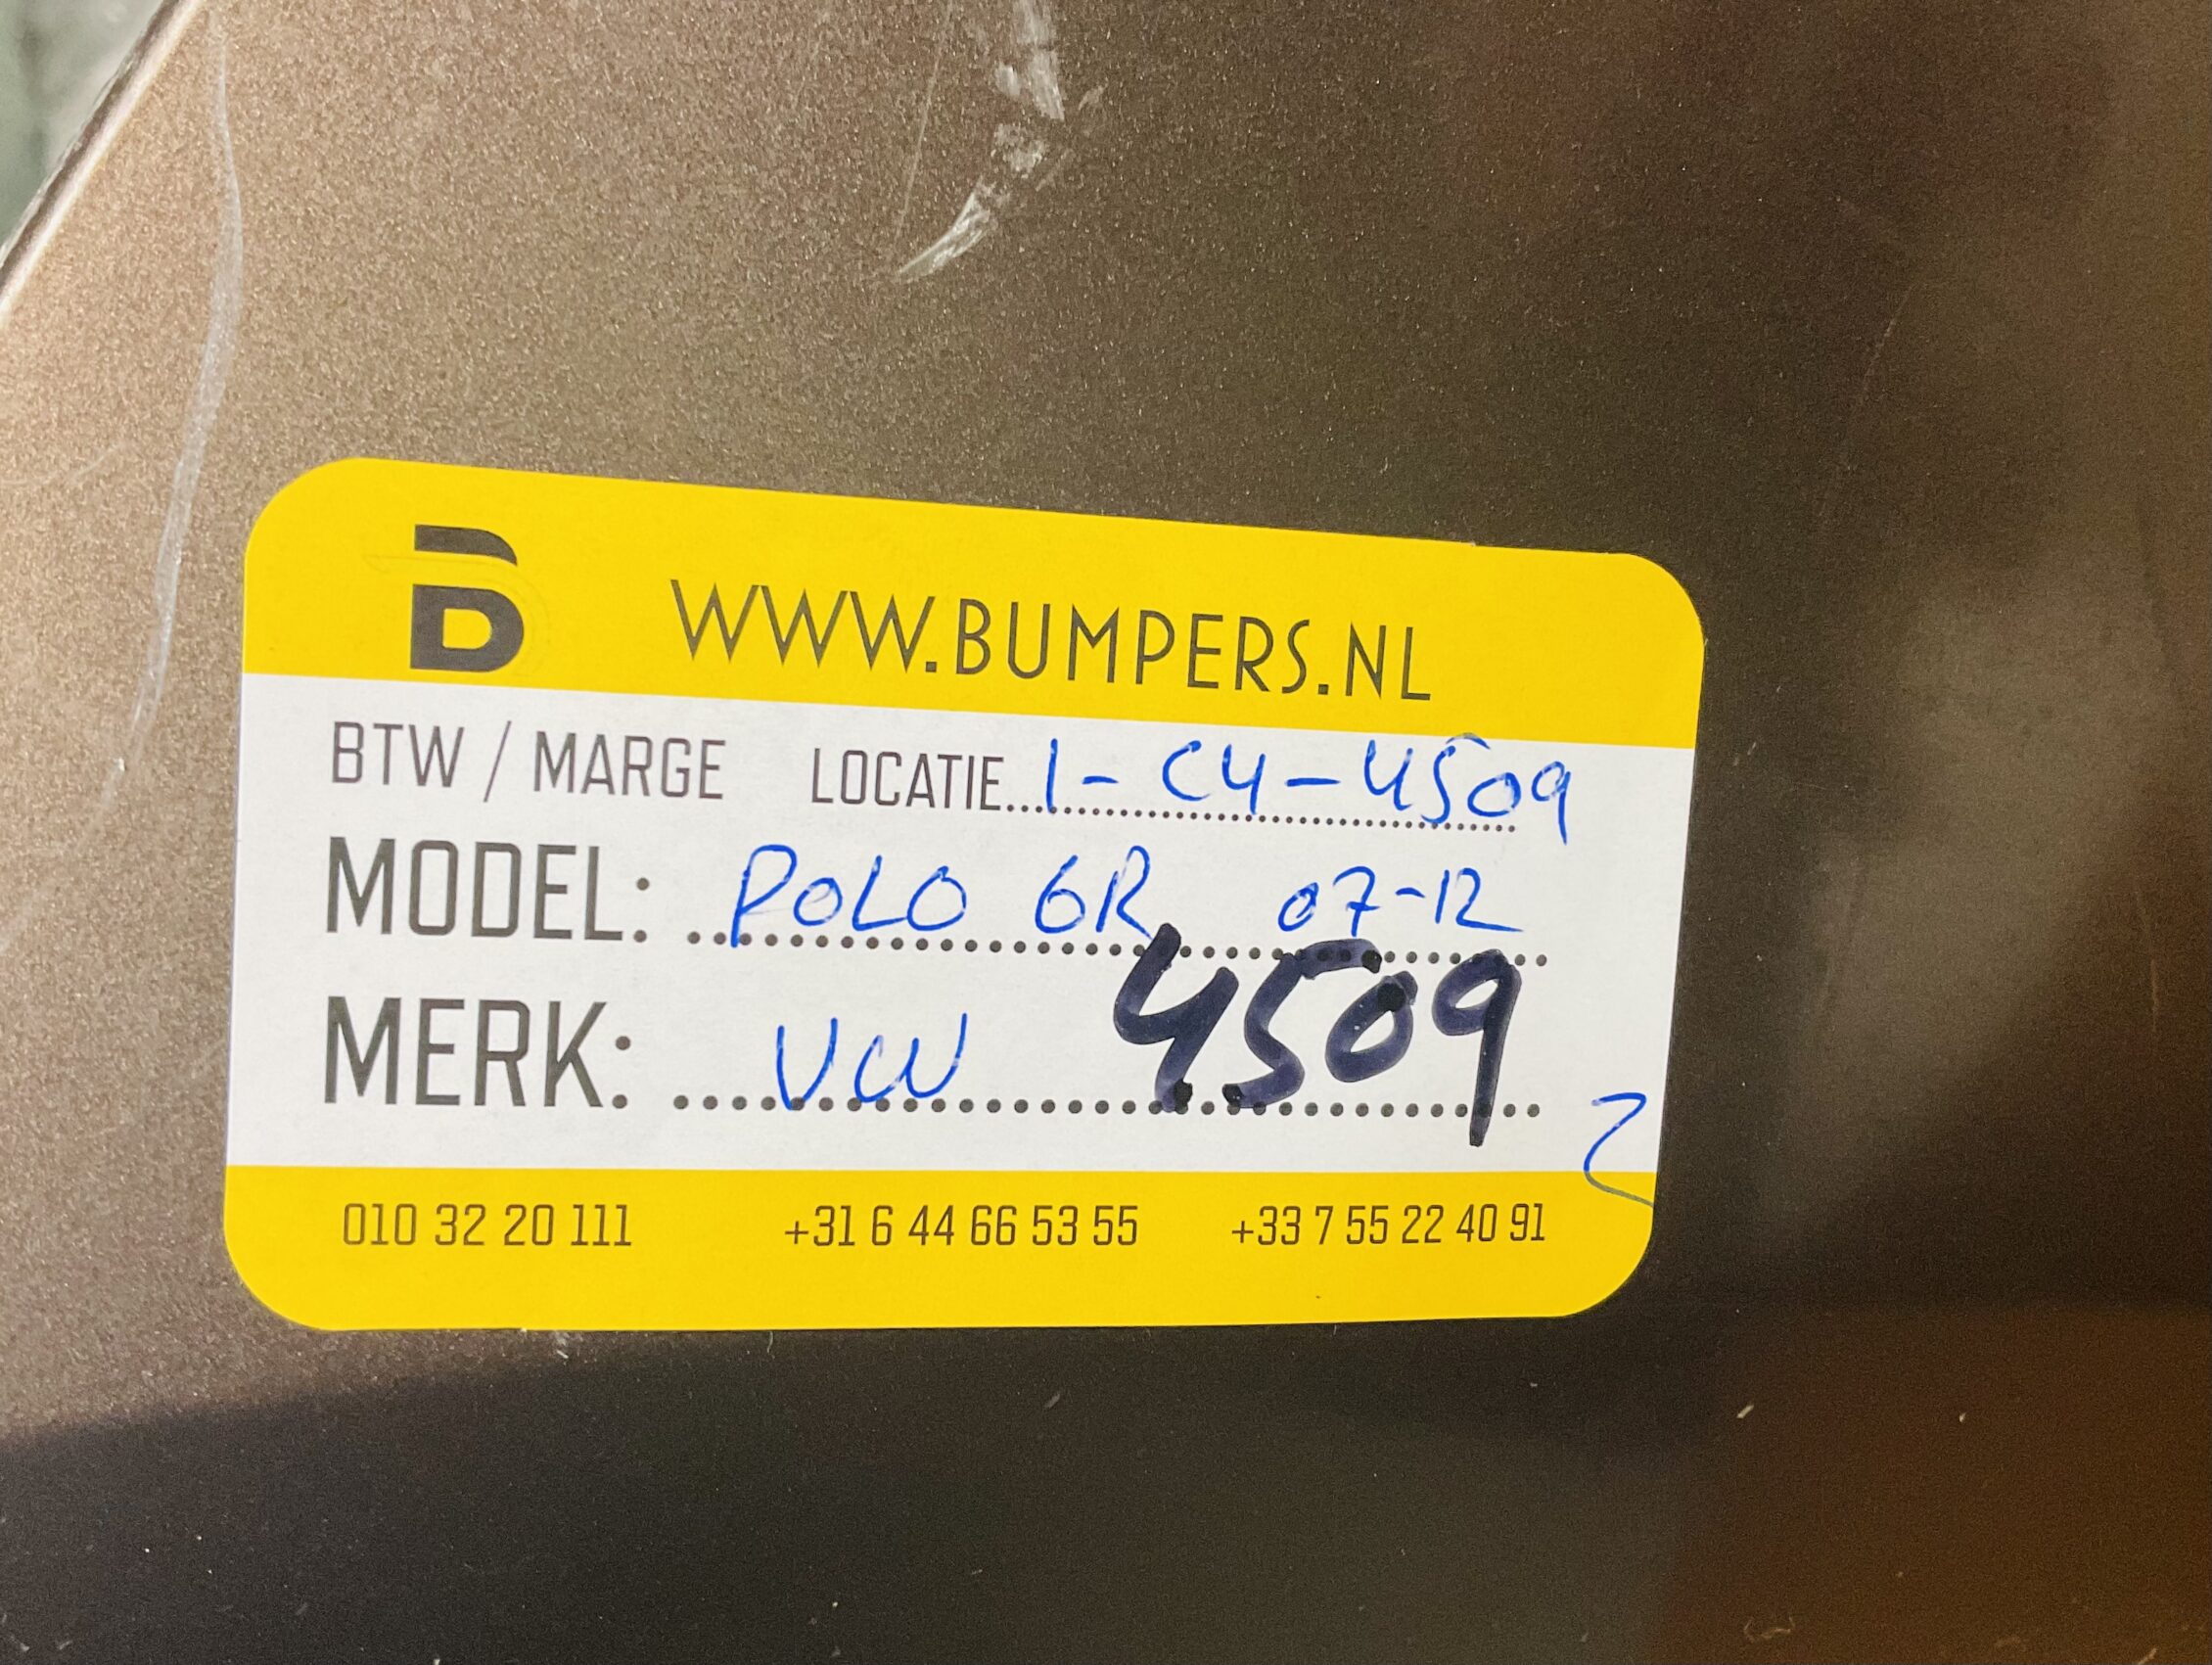 B WWW.BUMPERS.NL
BTW / MARGE LOCATIE... 1-C4-4509
MODEL: POLO 6R 07-12
4509
MERK: VW
2
010 32 20 111 +31 6 44 66 53 55 +33 7 55 22 40 91